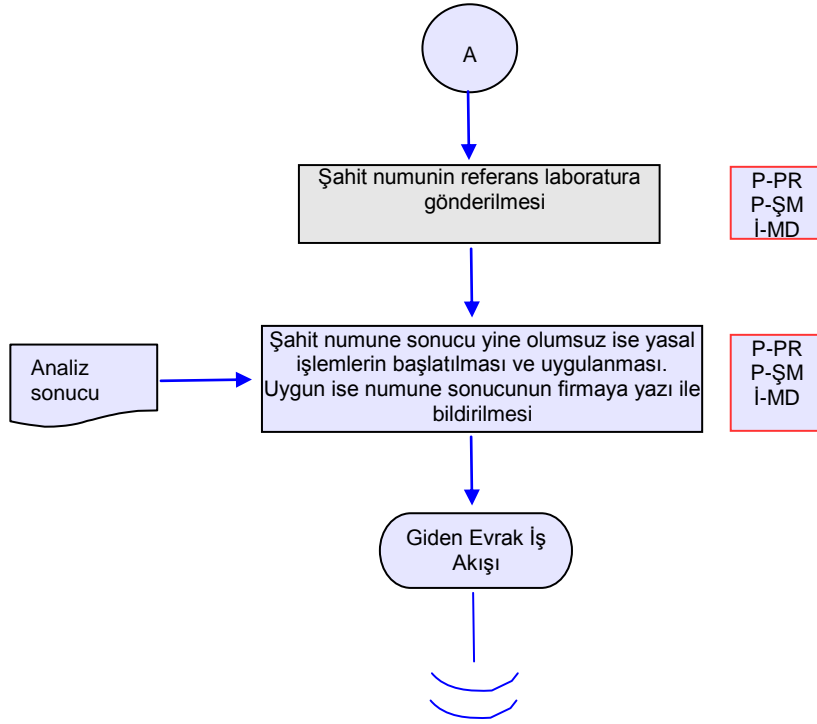 A
Şahit numunin referans laboratura
gönderilmesi
P-PR
P-ŞM
İ-MD
Analiz
sonucu
Şahit numune sonucu yine olumsuz ise yasal
işlemlerin başlatılması ve uygulanması.
Uygun ise numune sonucunun firmaya yazı ile
bildirilmesi
P-PR
P-ŞM
İ-MD
Giden Evrak İş
Akışı